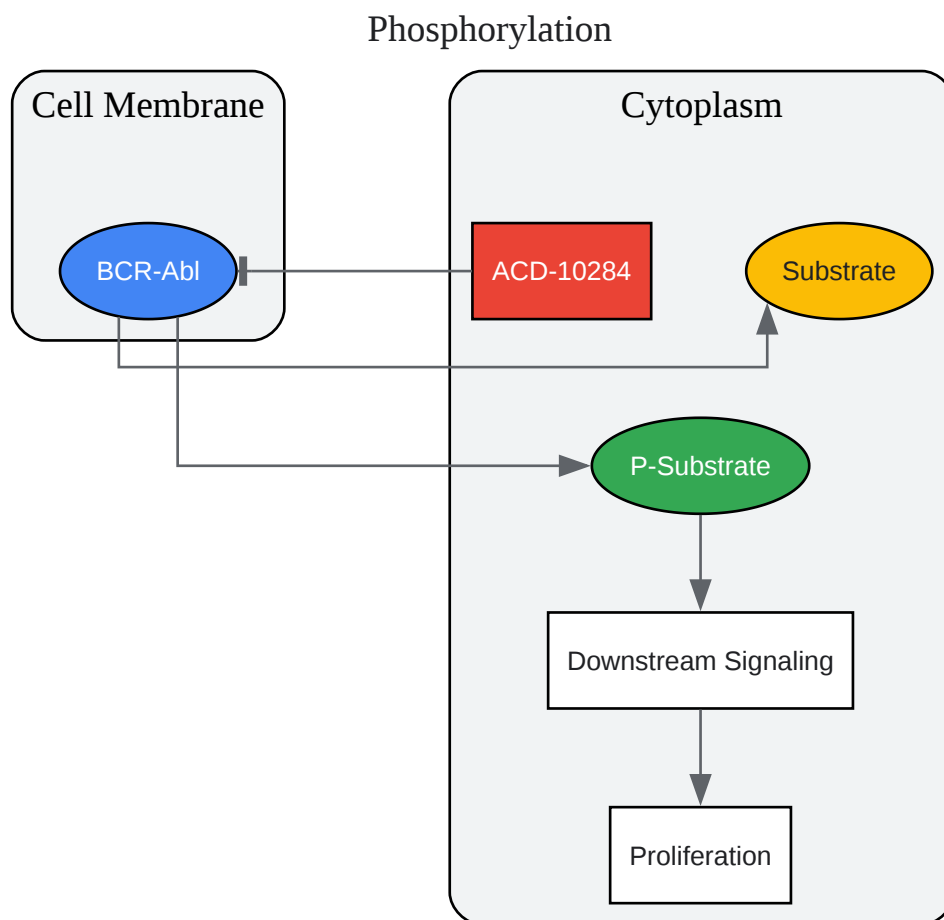 Phosphorylation
Cell Membrane
Cytoplasm
BCR-Abl
ACD-10284
Substrate
P-Substrate
Downstream Signaling
Proliferation